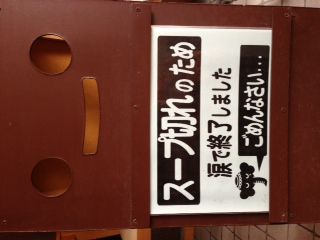 スープ切れのため
涙で終了しました
ごめんなさい…